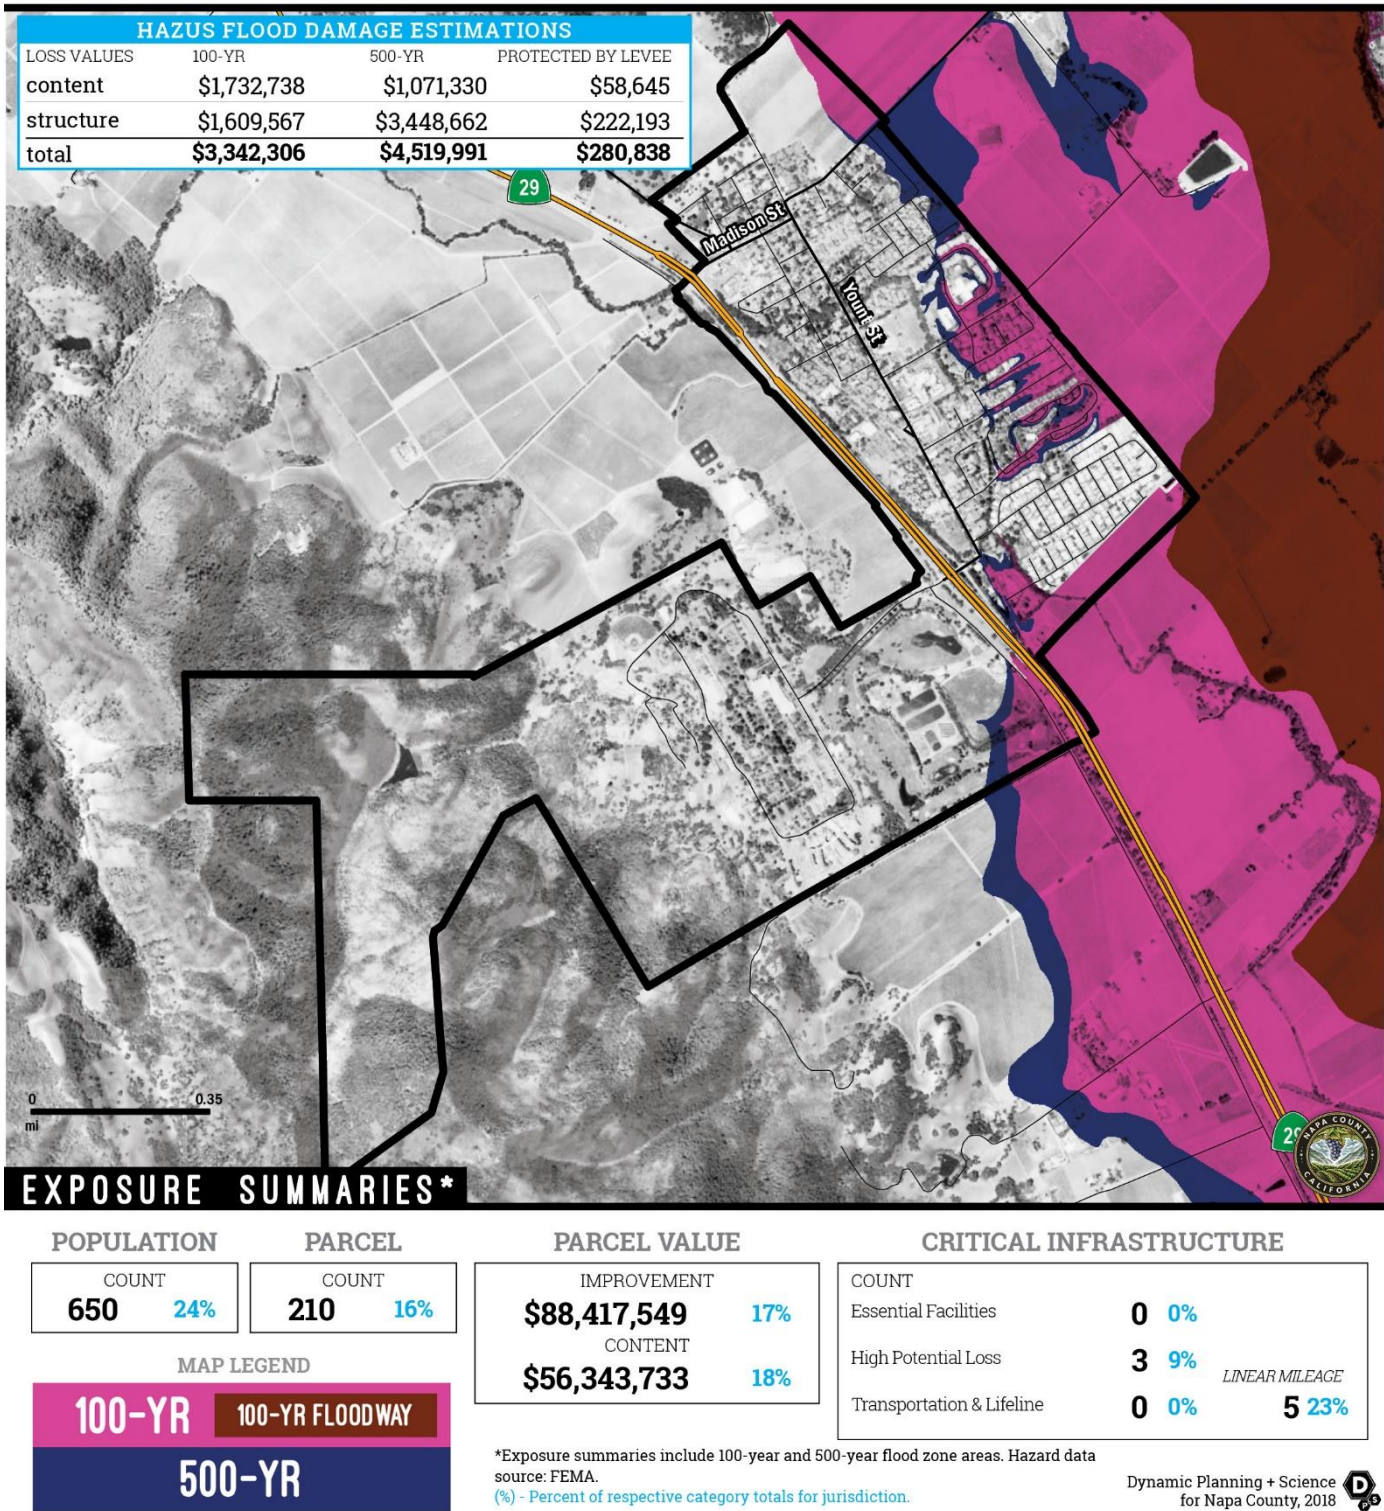 HAZUS FLOOD DAMAGE ESTIMATIONS
LOSS VALUES 100-YR 500-YR PROTECTED BY LEVEE
content $1,732,738 $1,071,330 $58,645
structure $1,609,567 $3,448,662 $222,193
total $3,342,306 $4,519,991 $280,838
29
Madison St
Yount St
0 0.35
mi
29
NAPA COUNTY
CALIFORNIA
EXPOSURE SUMMARIES*
POPULATION
COUNT
650 24%
PARCEL
COUNT
210 16%
PARCEL VALUE
IMPROVEMENT
$88,417,549 17%
CONTENT
$56,343,733 18%
CRITICAL INFRASTRUCTURE
COUNT
Essential Facilities 0 0%
High Potential Loss 3 9%
LINEAR MILEAGE
Transportation & Lifeline 0 0% 5 23%
MAP LEGEND
100-YR 100-YR FLOODWAY
500-YR
*Exposure summaries include 100-year and 500-year flood zone areas. Hazard data
source: FEMA.
(%) - Percent of respective category totals for jurisdiction.
Dynamic Planning + Science
for Napa County, 2018
D
P S